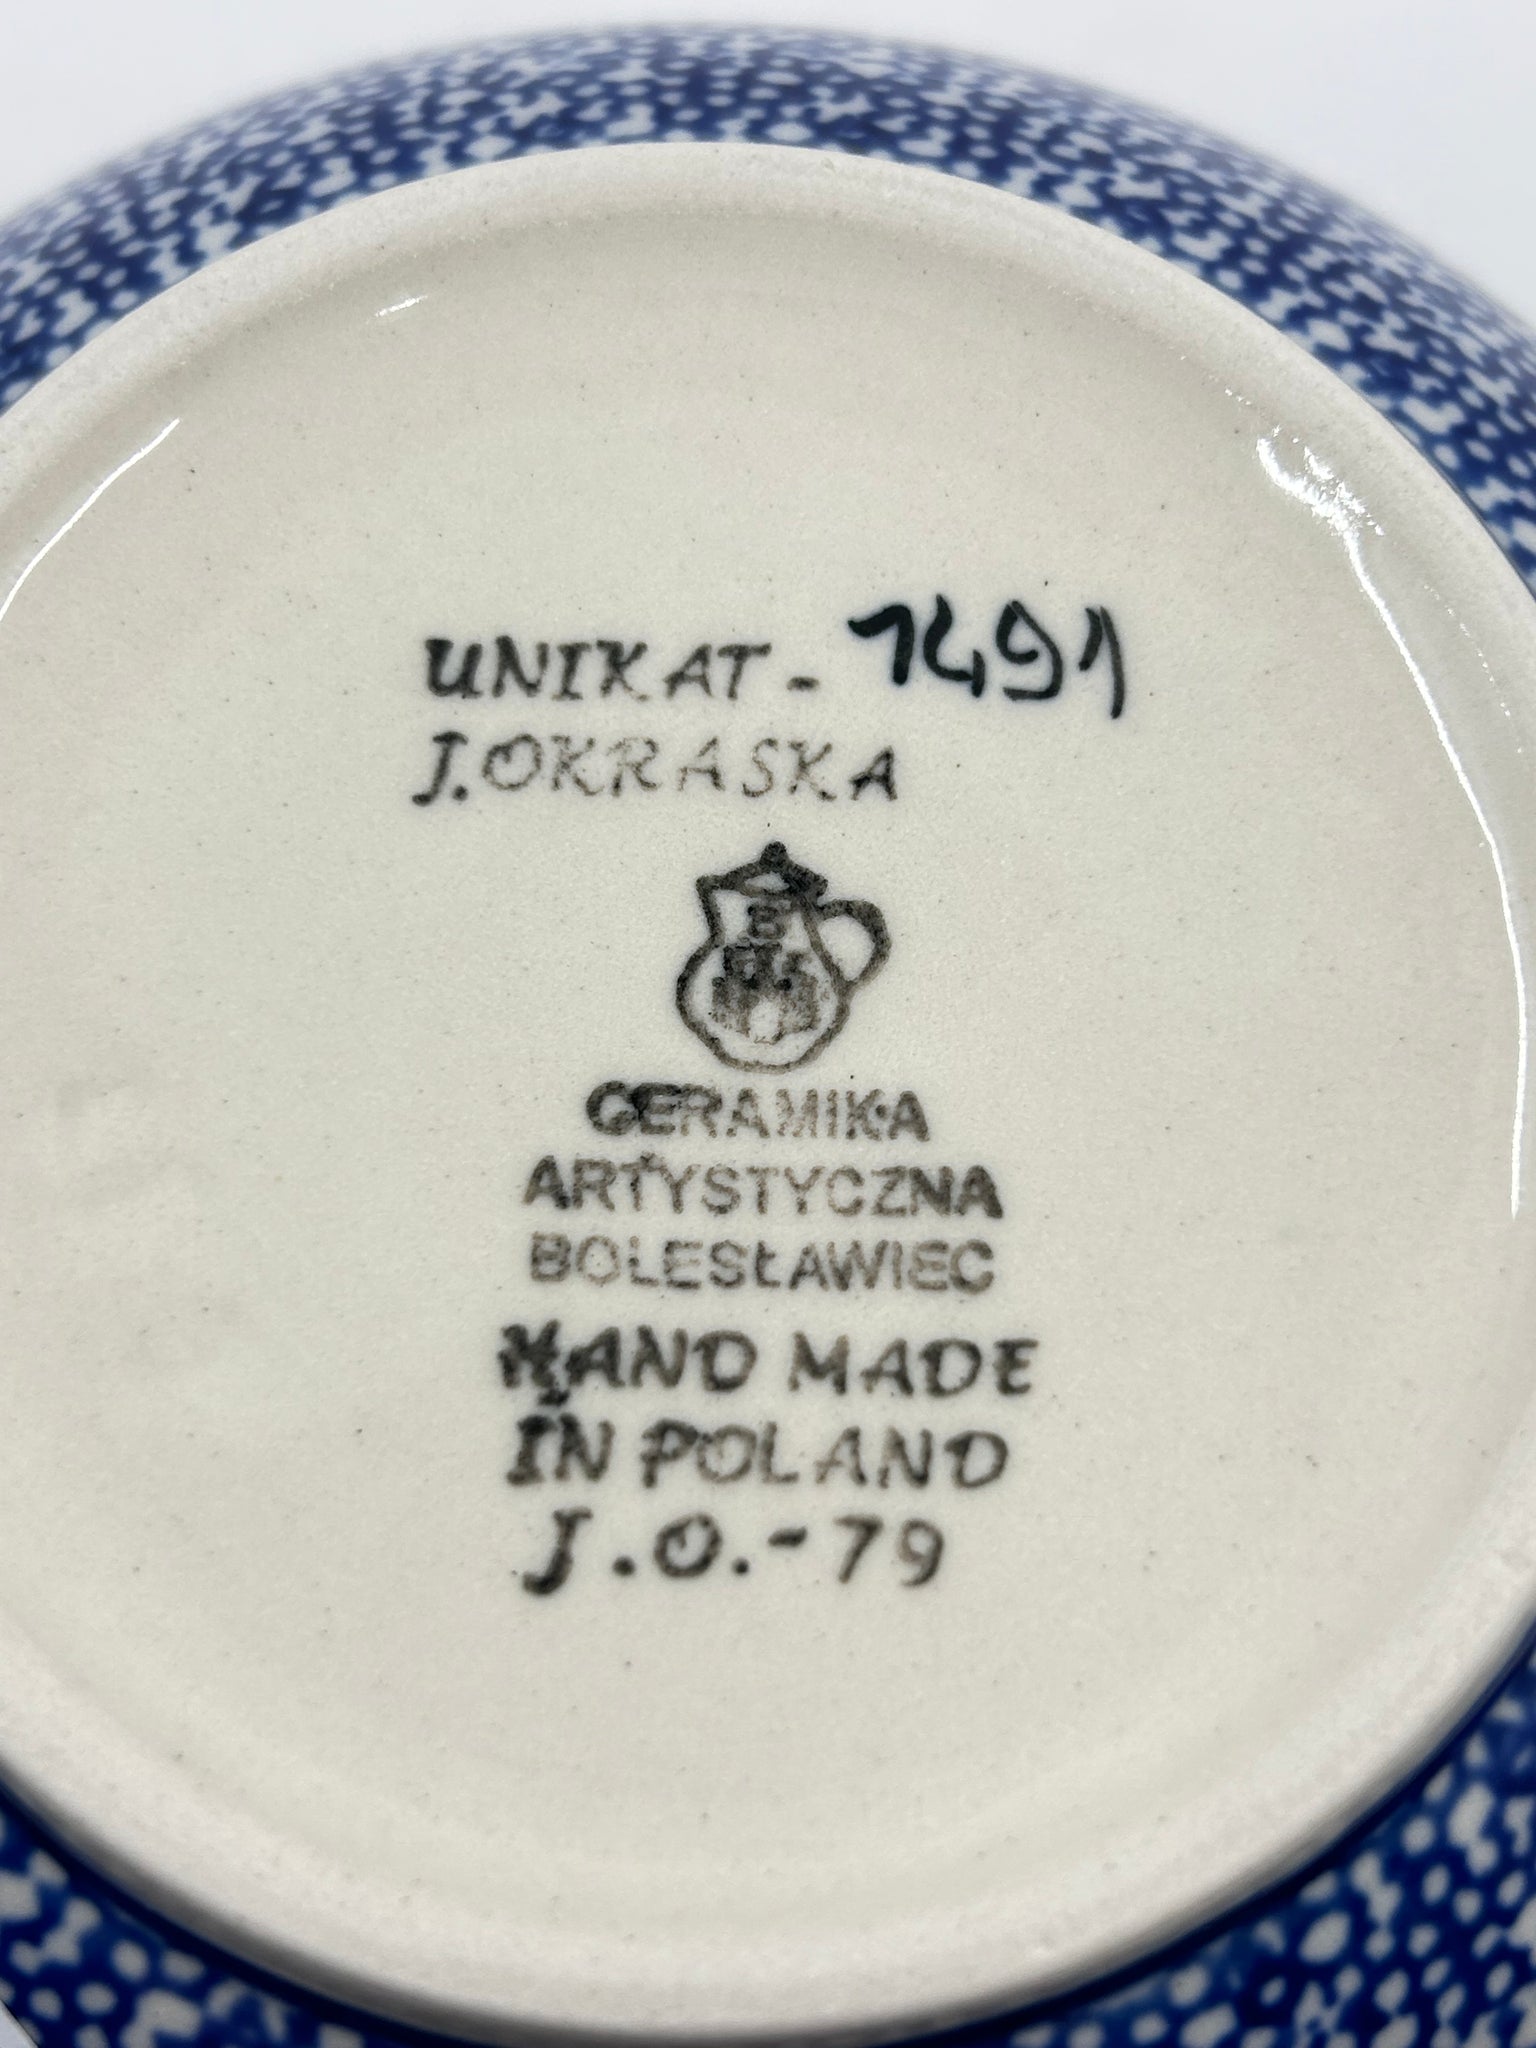 UNIKAT - 1491
J. OKRASKA
B
CERAMIKA
ARTYSTYCZNA
BOLESŁAWIEC
HAND MADE
IN POLAND
J.O.-79